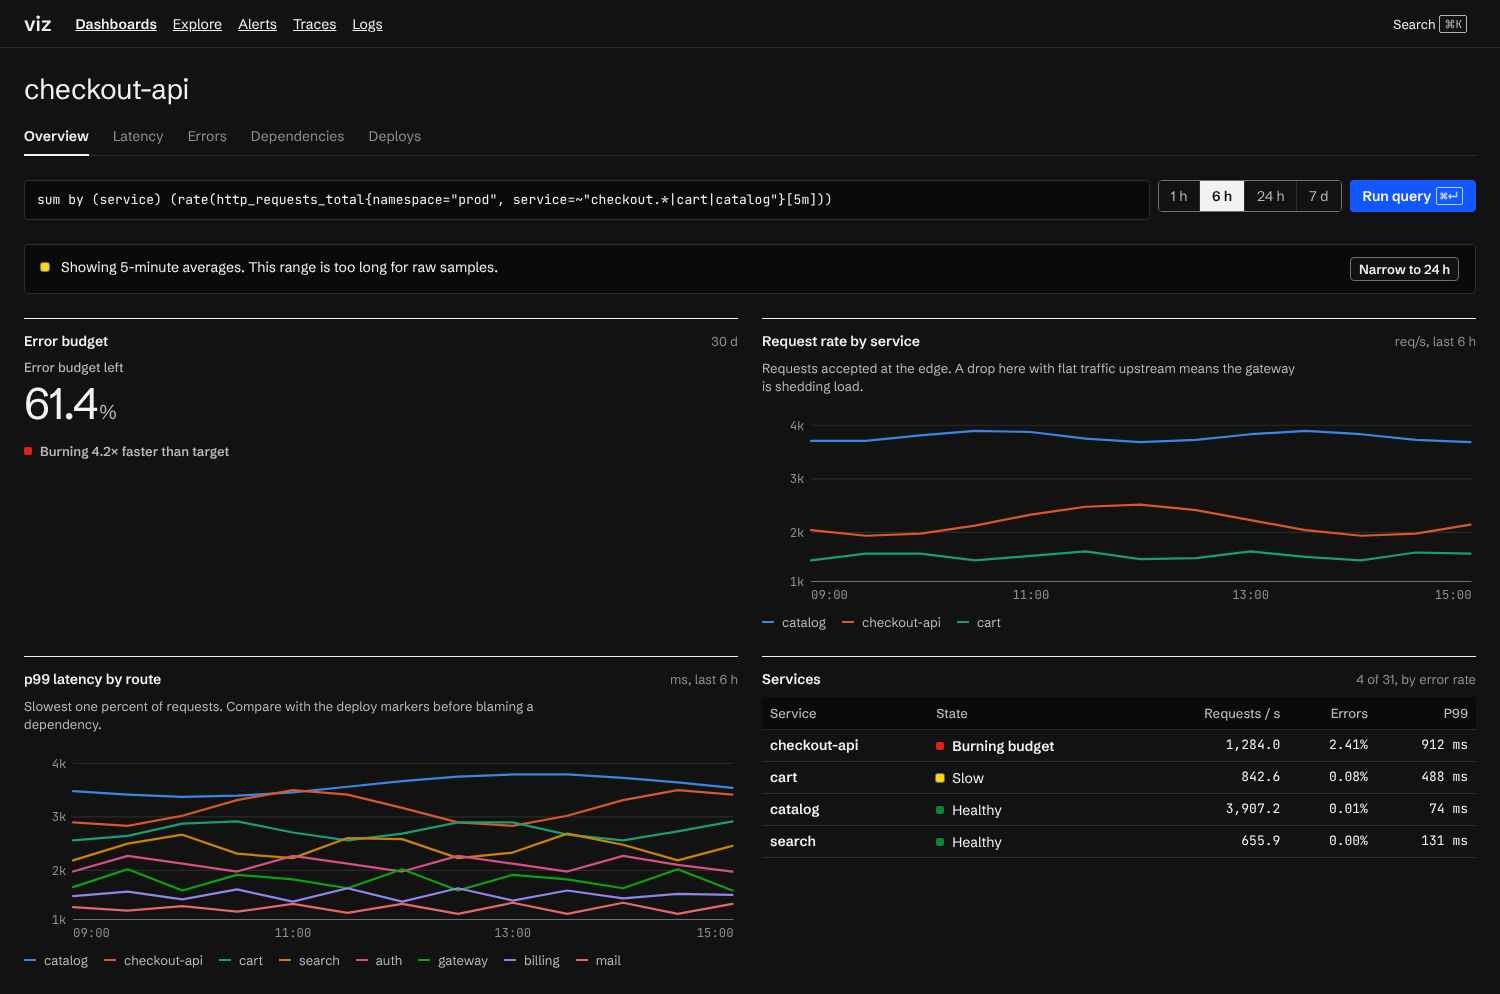 viz Dashboards Explore Alerts Traces Logs Search ⌘K
checkout-api
Overview Latency Errors Dependencies Deploys
sum by (service) (rate(http_requests_total{namespace="prod", service=~"checkout.*|cart|catalog"}[5m]))
1 h 6 h 24 h 7 d
Run query ⌘↵
Showing 5-minute averages. This range is too long for raw samples.
Narrow to 24 h
Error budget 30 d
Error budget left
61.4%
Burning 4.2× faster than target
Request rate by service req/s, last 6 h
Requests accepted at the edge. A drop here with flat traffic upstream means the gateway
is shedding load.
4k
3k
2k
1k
09:00 11:00 13:00 15:00
catalog checkout-api cart
p99 latency by route ms, last 6 h
Slowest one percent of requests. Compare with the deploy markers before blaming a
dependency.
4k
3k
2k
1k
09:00 11:00 13:00 15:00
catalog checkout-api cart search auth gateway billing mail
Services 4 of 31, by error rate
Service State Requests / s Errors P99
checkout-api Burning budget 1,284.0 2.41% 912 ms
cart Slow 842.6 0.08% 488 ms
catalog Healthy 3,907.2 0.01% 74 ms
search Healthy 655.9 0.00% 131 ms